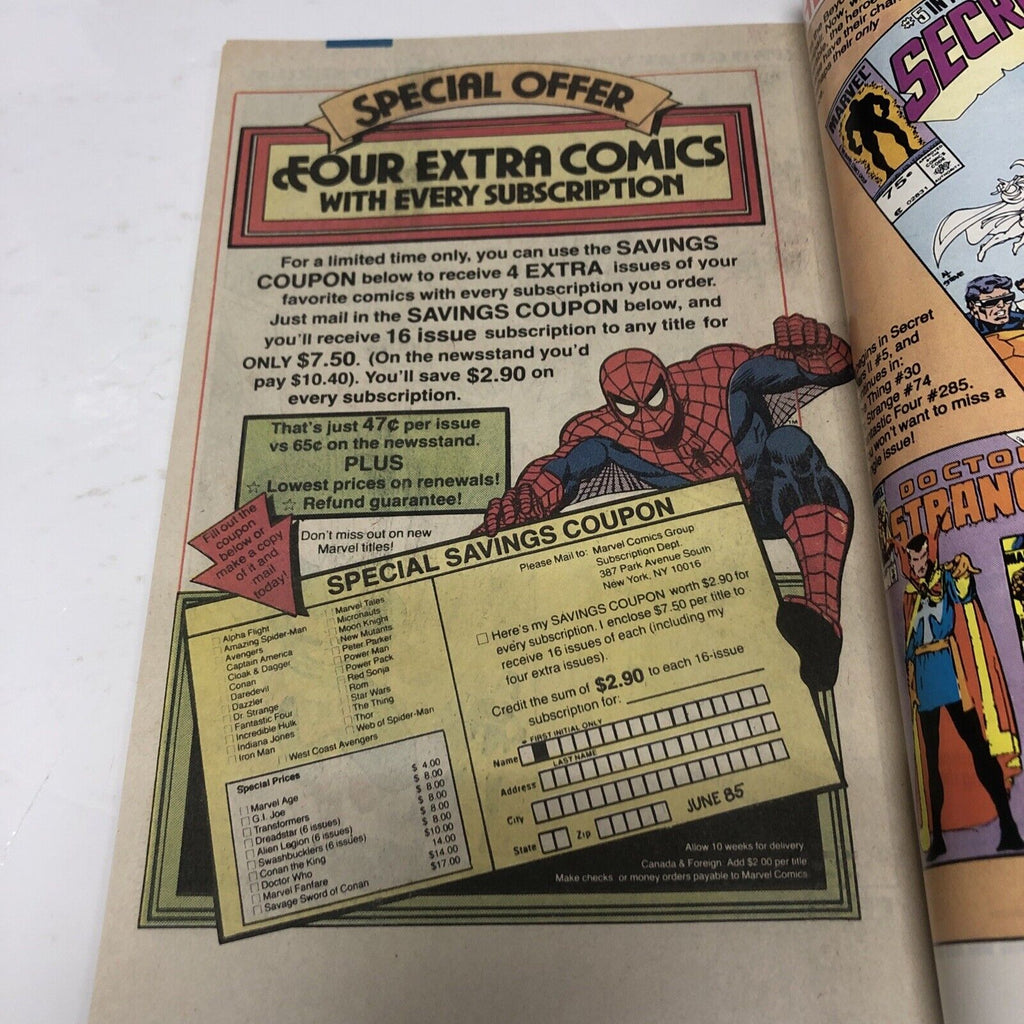 SPECIAL OFFER
FOUR EXTRA COMICS
WITH EVERY SUBSCRIPTION
For a limited time only, you can use the SAVINGS
COUPON below to receive 4 EXTRA issues of your
favorite comics with every subscription you order.
Just mail in the SAVINGS COUPON below, and
you'll receive 16 issue subscription to any title for
ONLY $7.50. (On the newsstand you'd
pay $10.40). You'll save $2.90 on
every subscription.
That's just 47¢ per issue
vs 65¢ on the newsstand.
PLUS
☆ Lowest prices on renewals!
☆ Refund guarantee!
Fill out the
coupon
below or
make a copy
of it and
mail
today!
Don't miss out on new
Marvel titles!
SPECIAL SAVINGS COUPON
Please Mail to: Marvel Comics Group
Subscription Dept.
387 Park Avenue South
New York, NY 10016
Alpha Flight
Amazing Spider-Man
Avengers
Captain America
Cloak & Dagger
Conan
Daredevil
Dazzler
Dr Strange
Fantastic Four
Incredible Hulk
Indiana Jones
Iron Man
Marvel Tales
Micronauts
Moon Knight
New Mutants
Peter Parker
Power Man
Power Pack
Red Sonja
Rom
Star Wars
The Thing
Thor
Web of Spider-Man
West Coast Avengers
Special Prices
Marvel Age $ 4.00
G.I. Joe $ 8.00
Transformers $ 8.00
Dreadstar (6 issues) $ 8.00
Alien Legion (6 issues) $ 8.00
Swashbucklers (6 issues) $10.00
Conan the King 14.00
Doctor Who $14.00
Marvel Fanfare $17.00
Savage Sword of Conan
Here's my SAVINGS COUPON worth $2.90 for
every subscription. I enclose $7.50 per title to
receive 16 issues of each (including my
four extra issues).
Credit the sum of $2.90 to each 16-issue
subscription for:
FIRST INITIAL ONLY
Name
LAST NAME
Address
City
State Zip
JUNE 85
Allow 10 weeks for delivery
Canada & Foreign: Add $2.00 per title
Make checks or money orders payable to Marvel Comics
Now,
the hero
have their chan
their only
#5 IN
SECR
MARVEL
75¢
02831
in Secret
II #5, and
in:
Thing #30
Strange #74
Four #285.
won't want to miss a
issue!
DOCTO
STRANG